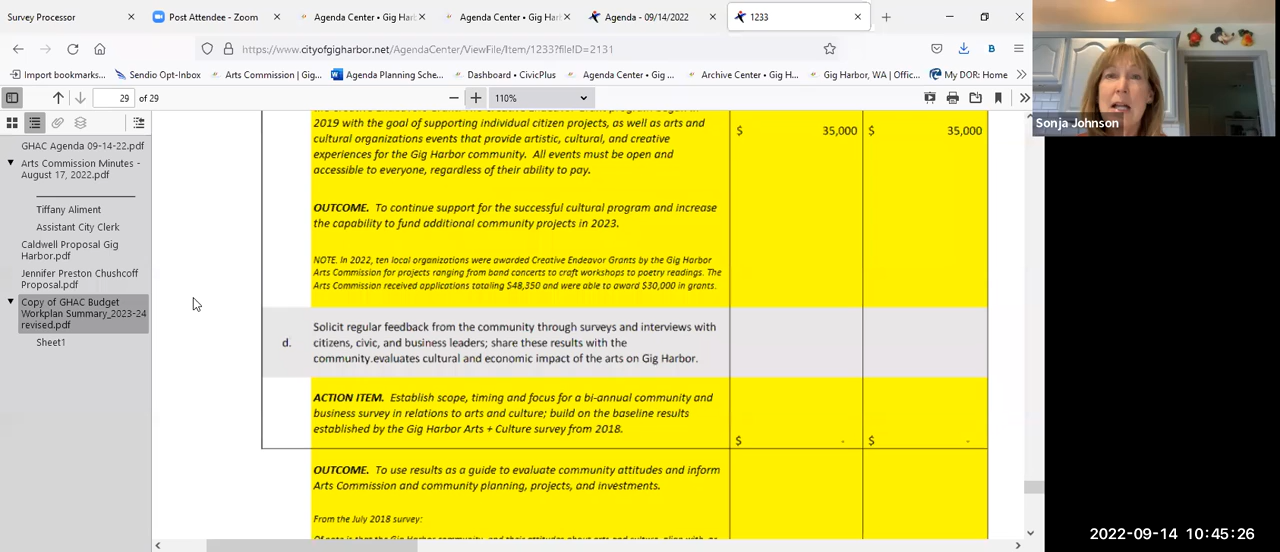 Survey Processor
Post Attendee - Zoom
Agenda Center • Gig Har
Agenda Center • Gig Har
Agenda - 09/14/2022
1233
https://www.cityofgigharbor.net/AgendaCenter/ViewFile/Item/1233?fileID=2131
Import bookmarks...
Sendio Opt-Inbox
Arts Commission | Gig...
Agenda Planning Sche...
Dashboard • CivicPlus
Agenda Center • Gig ...
Archive Center • Gig H...
Gig Harbor, WA | Offic...
My DOR: Home
29 of 29
110%
GHAC Agenda 09-14-22.pdf
Arts Commission Minutes -
August 17, 2022.pdf
Tiffany Aliment
Assistant City Clerk
Caldwell Proposal Gig
Harbor.pdf
Jennifer Preston Chushcoff
Proposal.pdf
Copy of GHAC Budget
Workplan Summary_2023-24
revised.pdf
Sheet1
2019 with the goal of supporting individual citizen projects, as well as arts and
cultural organizations events that provide artistic, cultural, and creative
experiences for the Gig Harbor community. All events must be open and
accessible to everyone, regardless of their ability to pay.
$ 35,000 $ 35,000
OUTCOME. To continue support for the successful cultural program and increase
the capability to fund additional community projects in 2023.
NOTE. In 2022, ten local organizations were awarded Creative Endeavor Grants by the Gig Harbor
Arts Commission for projects ranging from band concerts to craft workshops to poetry readings. The
Arts Commission received applications totaling $48,350 and were able to award $30,000 in grants.
d.
Solicit regular feedback from the community through surveys and interviews with
citizens, civic, and business leaders; share these results with the
community.evaluates cultural and economic impact of the arts on Gig Harbor.
ACTION ITEM. Establish scope, timing and focus for a bi-annual community and
business survey in relations to arts and culture; build on the baseline results
established by the Gig Harbor Arts + Culture survey from 2018.
$ - $ -
OUTCOME. To use results as a guide to evaluate community attitudes and inform
Arts Commission and community planning, projects, and investments.
From the July 2018 survey:
Sonja Johnson
2022-09-14 10:45:26